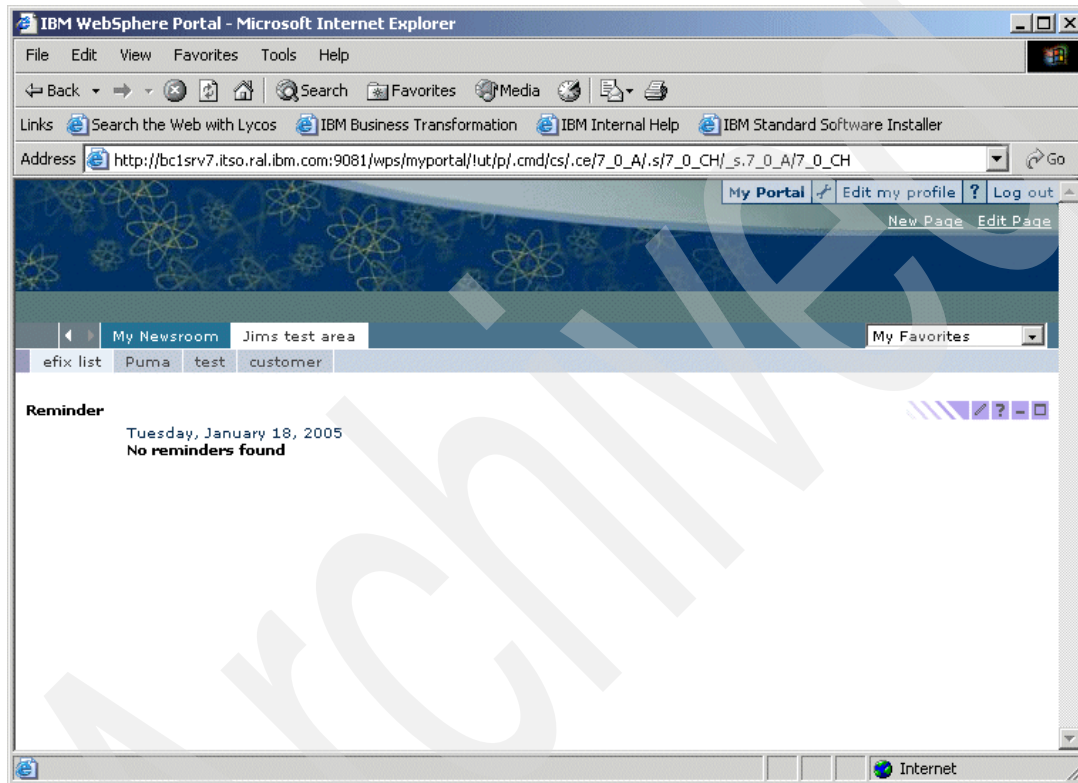 IBM WebSphere Portal - Microsoft Internet Explorer
File Edit View Favorites Tools Help
Back Search Favorites Media
Links Search the Web with Lycos IBM Business Transformation IBM Internal Help IBM Standard Software Installer
Address http://bc1srv7.itso.ral.ibm.com:9081/wps/myportal/!ut/p/.cmd/cs/.ce/7_0_A/.s/7_0_CH/_s.7_0_A/7_0_CH Go
My Portal Edit my profile ? Log out
New Page Edit Page
My Newsroom Jims test area My Favorites
efix list Puma test customer
Reminder ?
Tuesday, January 18, 2005
No reminders found
Internet
Archived